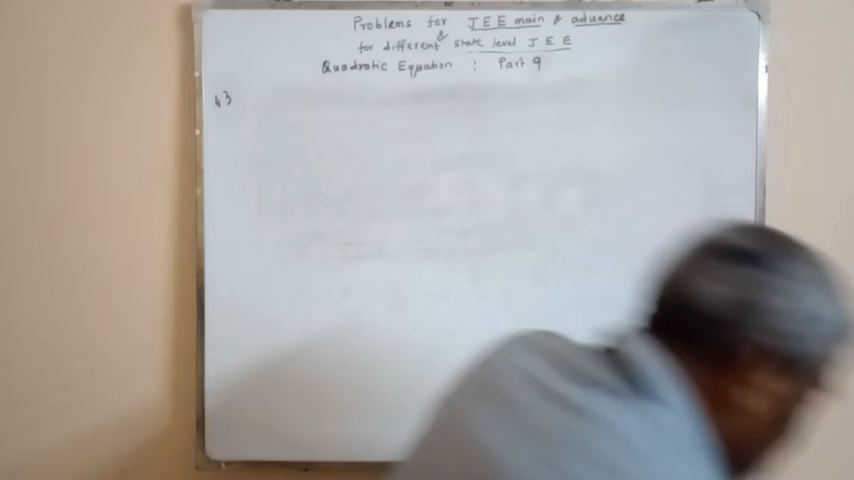 Problems for JEE main & advance
&
for different state level JEE
Quadratic Equation : Part 9
43